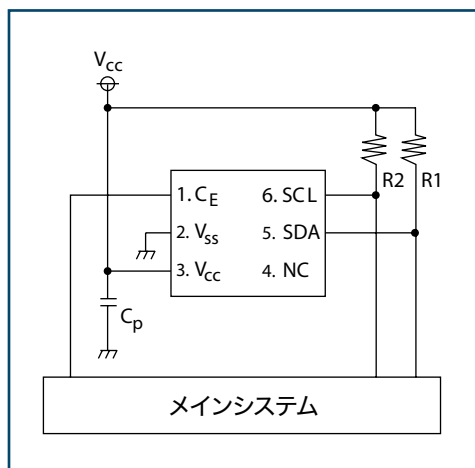 Vcc
R2
R1
1. CE
6. SCL
2. Vss
5. SDA
3. Vcc
4. NC
Cp
メインシステム